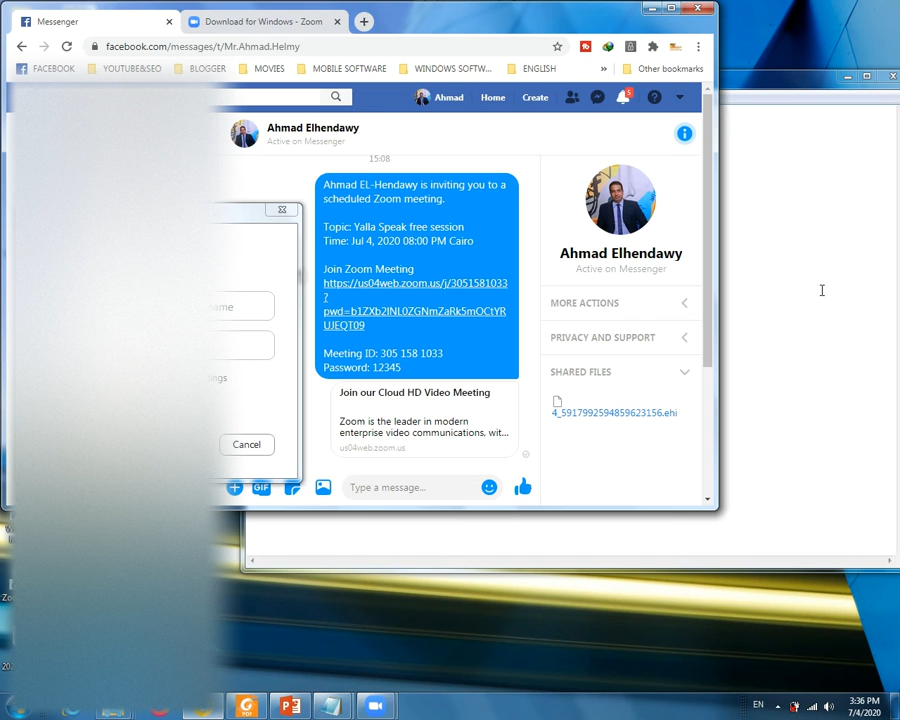 Messenger
Download for Windows - Zoom
facebook.com/messages/t/Mr.Ahmad.Helmy
FACEBOOK
YOUTUBE&SEO
BLOGGER
MOVIES
MOBILE SOFTWARE
WINDOWS SOFTW...
ENGLISH
»
Other bookmarks
Ahmad
Home
Create
5
Ahmad Elhendawy
Active on Messenger
15:08
Ahmad EL-Hendawy is inviting you to a
scheduled Zoom meeting.
Topic: Yalla Speak free session
Time: Jul 4, 2020 08:00 PM Cairo
Join Zoom Meeting
https://us04web.zoom.us/j/3051581033
?
pwd=b1ZXb2lNL0ZGNmZaRk5mOCtYR
UJEQT09
Meeting ID: 305 158 1033
Password: 12345
Join our Cloud HD Video Meeting
Zoom is the leader in modern
enterprise video communications, wit...
us04web.zoom.us
Cancel
GIF
Type a message...
Ahmad Elhendawy
Active on Messenger
MORE ACTIONS
PRIVACY AND SUPPORT
SHARED FILES
4_5917992594859623156.ehi
PDF
EN
3:36 PM
7/4/2020